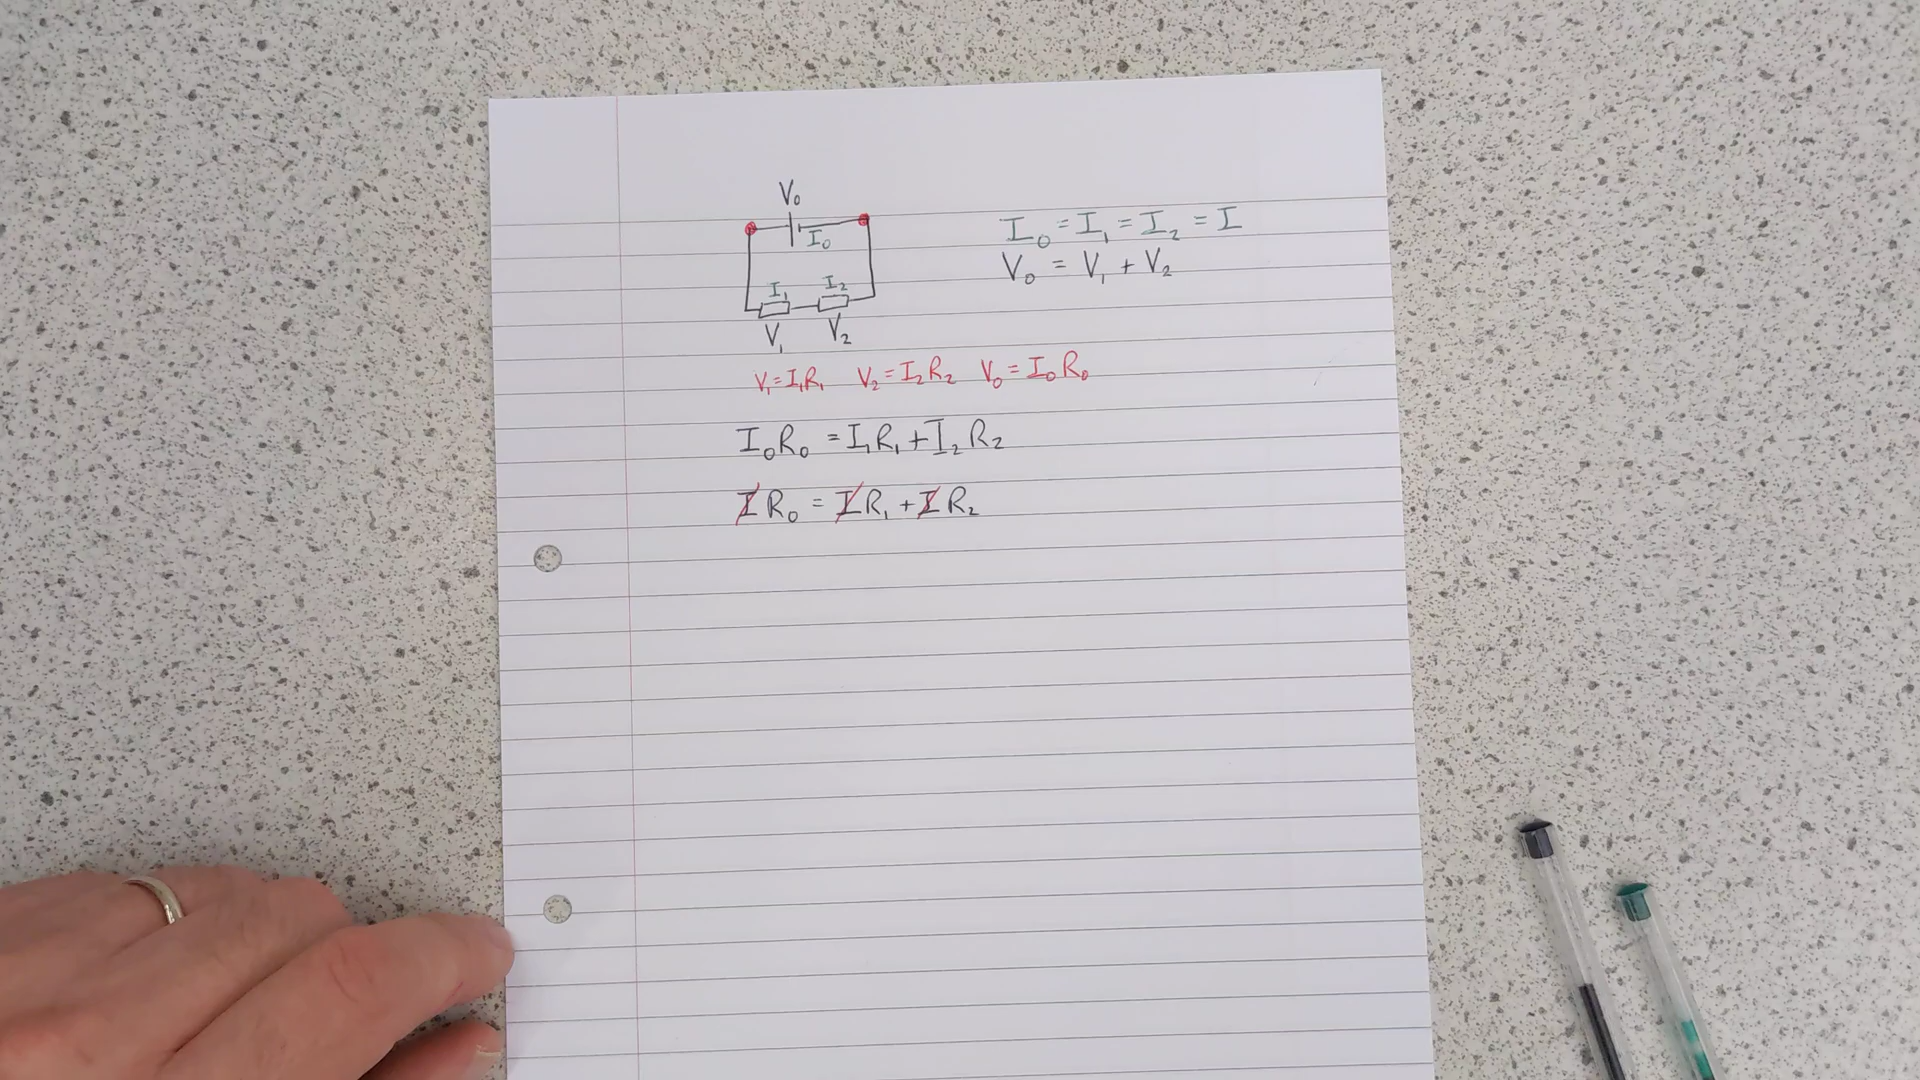 V₀
I₀
I₁ I₂
V₁ V₂
I₀ = I₁ = I₂ = I
V₀ = V₁ + V₂
V₁ = I₁R₁ V₂ = I₂R₂ V₀ = I₀R₀
I₀R₀ = I₁R₁ + I₂R₂
IR₀ = IR₁ + IR₂